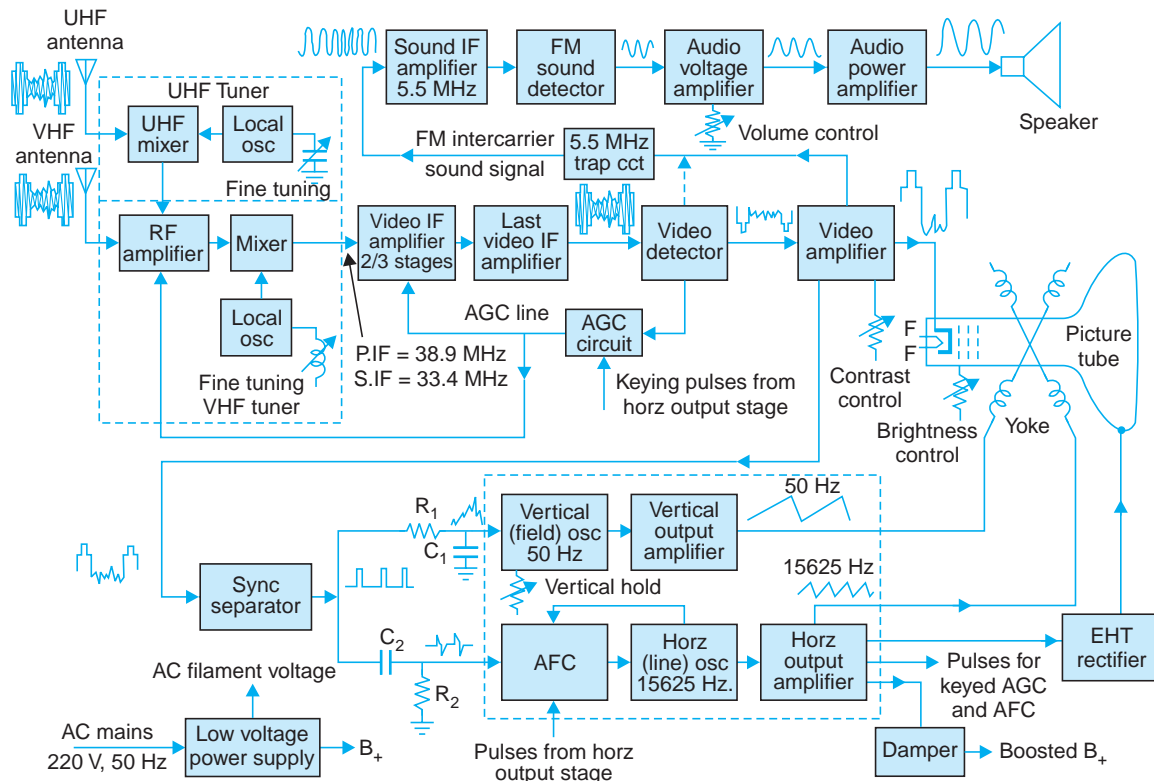 UHF
antenna
VHF
antenna
UHF Tuner
UHF
mixer
Local
osc
Fine tuning
RF
amplifier
Mixer
Local
osc
Fine tuning
VHF tuner
Sound IF
amplifier
5.5 MHz
FM
sound
detector
Audio
voltage
amplifier
Audio
power
amplifier
Speaker
Volume control
FM intercarrier
sound signal
5.5 MHz
trap cct
Video IF
amplifier
2/3 stages
Last
video IF
amplifier
Video
detector
Video
amplifier
AGC line
AGC
circuit
P.IF = 38.9 MHz
S.IF = 33.4 MHz
Keying pulses from
horz output stage
Contrast
control
F
F
Brightness
control
Yoke
Picture
tube
R1
C1
Vertical
(field) osc
50 Hz
Vertical
output
amplifier
50 Hz
Vertical hold
15625 Hz
Sync
separator
C2
R2
AFC
Horz
(line) osc
15625 Hz.
Horz
output
amplifier
EHT
rectifier
Pulses for
keyed AGC
and AFC
AC filament voltage
AC mains
220 V, 50 Hz
Low voltage
power supply
B+
Pulses from horz
output stage
Damper
Boosted B+